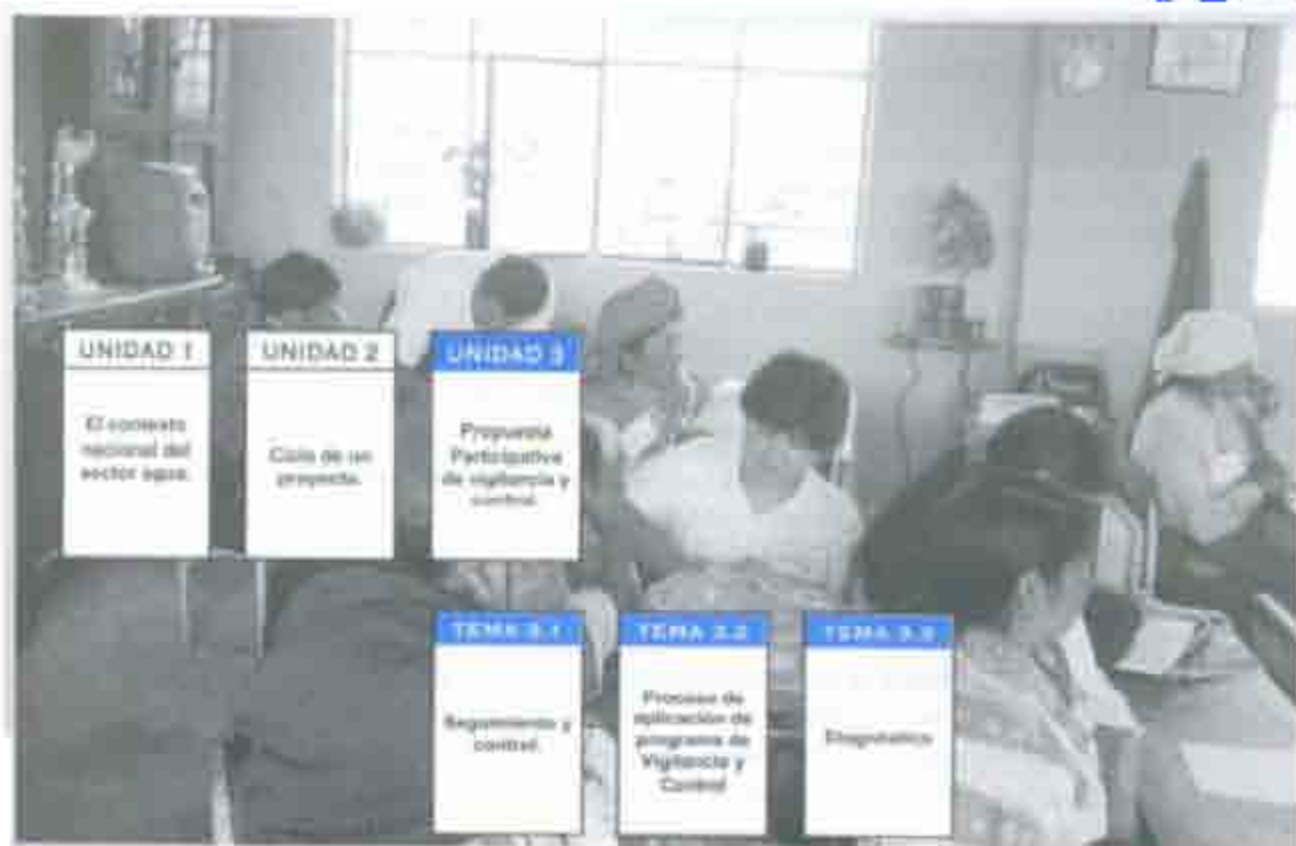 UNIDAD 1
El contexto
nacional del
sector agua.
UNIDAD 2
Ciclo de un
proyecto.
UNIDAD 3
Propuesta
Participativa
de vigilancia y
control.
TEMA 3.1
Seguimiento y
control.
TEMA 3.2
Proceso de
aplicación de
programa de
Vigilancia y
Control
TEMA 3.3
Diagnóstico